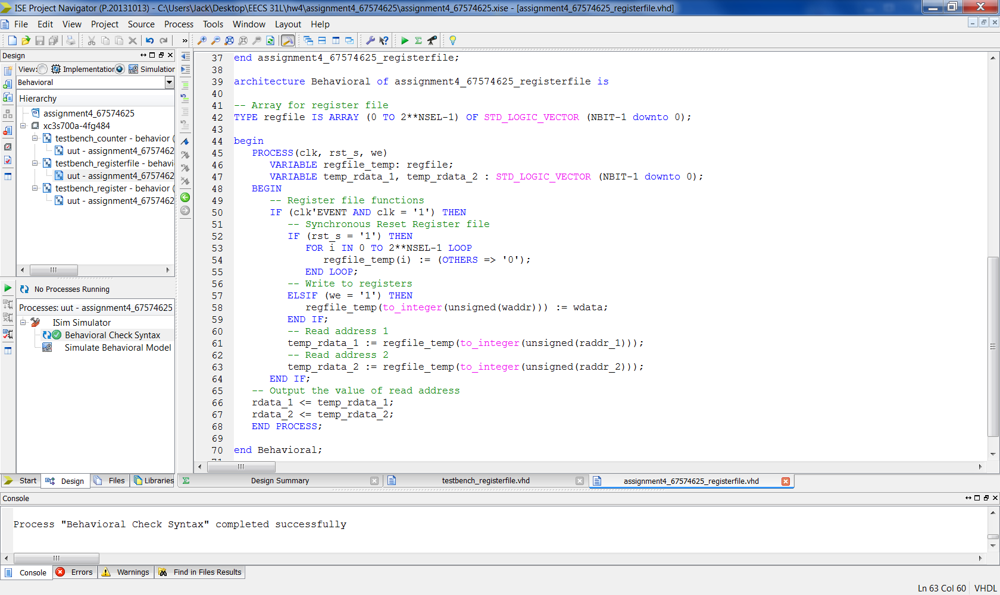 ISE Project Navigator (P.20131013) - C:\Users\Jack\Desktop\EECS 31L\hw4\assignment4_67574625\assignment4_67574625.xise - [assignment4_67574625_registerfile.vhd]
File Edit View Project Source Process Tools Window Layout Help
Design
View: Implementation Simulation
Behavioral
Hierarchy
assignment4_67574625
xc3s700a-4fg484
testbench_counter - behavior (
uut - assignment4_6757462
testbench_registerfile - behavi
uut - assignment4_6757462
testbench_register - behavior (
uut - assignment4_6757462
No Processes Running
Processes: uut - assignment4_67574625
ISim Simulator
Behavioral Check Syntax
Simulate Behavioral Model
Start Design Files Libraries
37 end assignment4_67574625_registerfile;
38
39 architecture Behavioral of assignment4_67574625_registerfile is
40
41 -- Array for register file
42 TYPE regfile IS ARRAY (0 TO 2**NSEL-1) OF STD_LOGIC_VECTOR (NBIT-1 downto 0);
43
44 begin
45 PROCESS(clk, rst_s, we)
46 VARIABLE regfile_temp: regfile;
47 VARIABLE temp_rdata_1, temp_rdata_2 : STD_LOGIC_VECTOR (NBIT-1 downto 0);
48 BEGIN
49 -- Register file functions
50 IF (clk'EVENT AND clk = '1') THEN
51 -- Synchronous Reset Register file
52 IF (rst_s = '1') THEN
53 FOR i IN 0 TO 2**NSEL-1 LOOP
54 regfile_temp(i) := (OTHERS => '0');
55 END LOOP;
56 -- Write to registers
57 ELSIF (we = '1') THEN
58 regfile_temp(to_integer(unsigned(waddr))) := wdata;
59 END IF;
60 -- Read address 1
61 temp_rdata_1 := regfile_temp(to_integer(unsigned(raddr_1)));
62 -- Read address 2
63 temp_rdata_2 := regfile_temp(to_integer(unsigned(raddr_2)));
64 END IF;
65 -- Output the value of read address
66 rdata_1 <= temp_rdata_1;
67 rdata_2 <= temp_rdata_2;
68 END PROCESS;
69
70 end Behavioral;
71
Design Summary testbench_registerfile.vhd assignment4_67574625_registerfile.vhd
Console
Process "Behavioral Check Syntax" completed successfully
Console Errors Warnings Find in Files Results
Ln 63 Col 60 VHDL